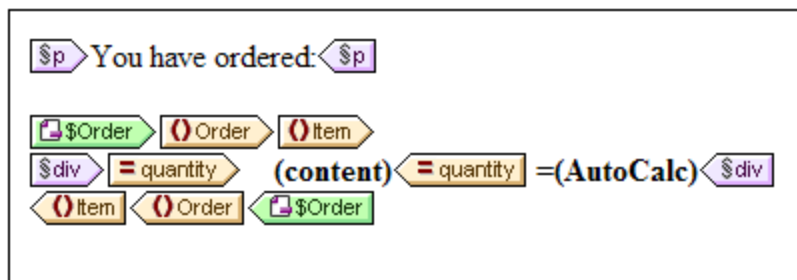 §p You have ordered: §p
$Order ()Order ()Item
§div = quantity (content) = quantity =(AutoCalc) §div
()Item ()Order $Order